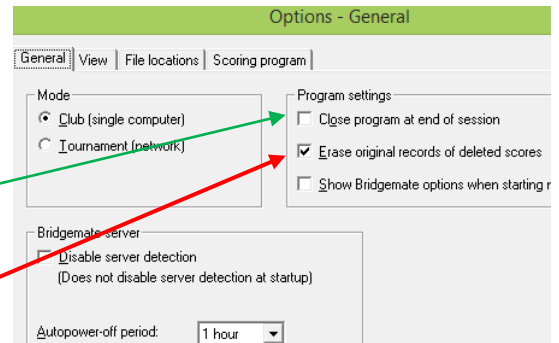 Options - General
General View File locations Scoring program
Mode
Club (single computer)
Tournament (network)
Program settings
Close program at end of session
Erase original records of deleted scores
Show Bridgemate options when starting
Bridgemate server
Disable server detection
(Does not disable server detection at startup)
Autopower-off period: 1 hour